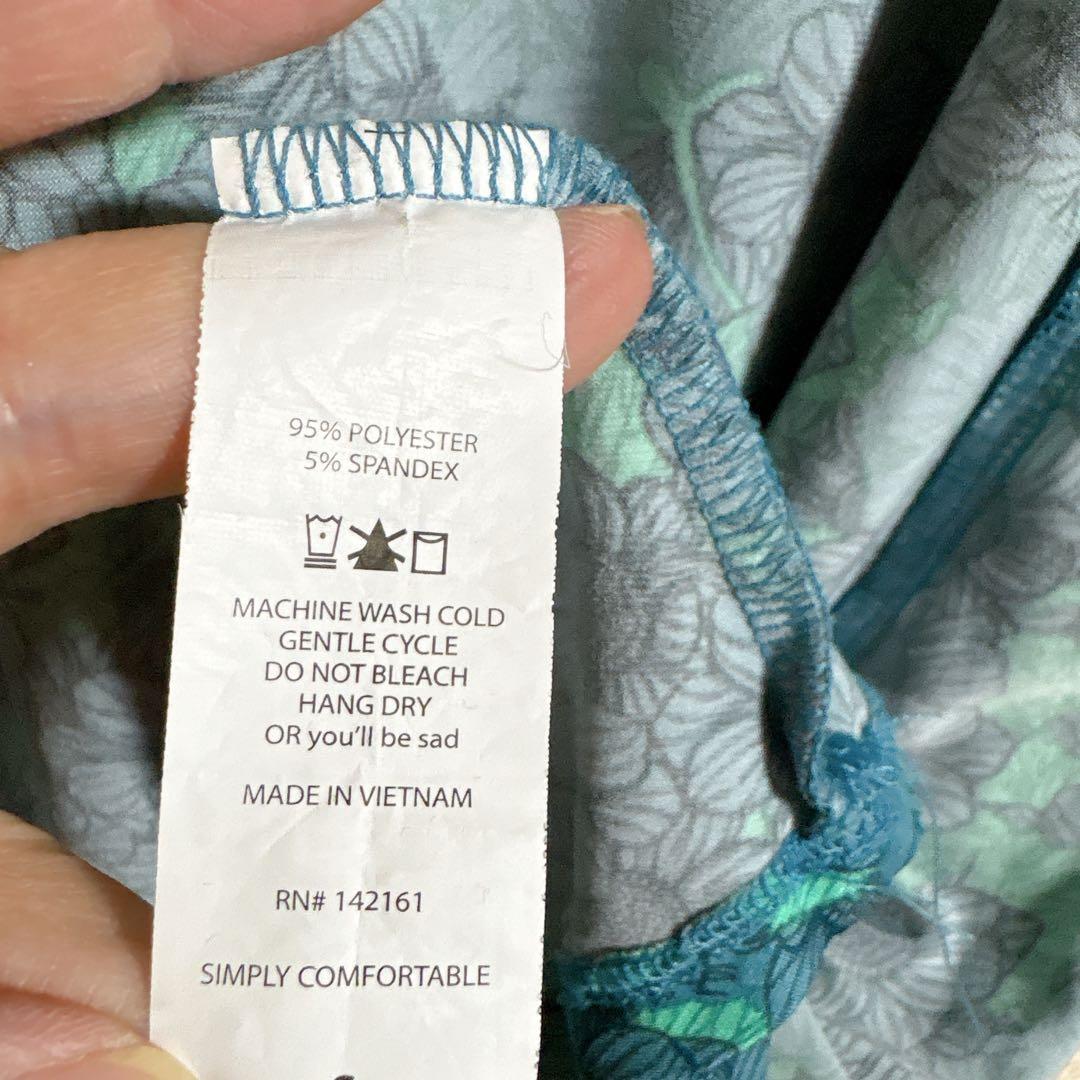 95% POLYESTER
5% SPANDEX
MACHINE WASH COLD
GENTLE CYCLE
DO NOT BLEACH
HANG DRY
OR you'll be sad
MADE IN VIETNAM
RN# 142161
SIMPLY COMFORTABLE